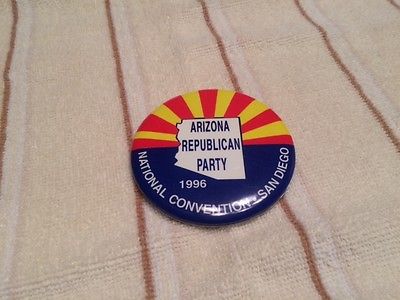 ARIZONA
REPUBLICAN
PARTY
1996
NATIONAL CONVENTION - SAN DIEGO